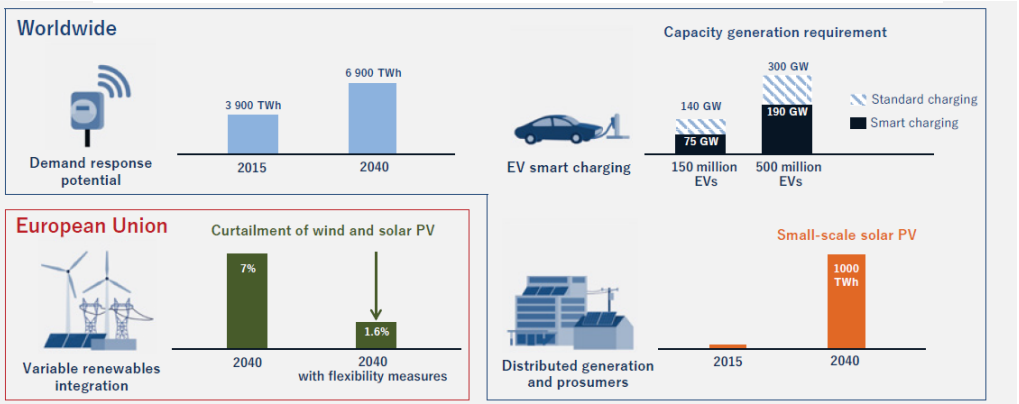 Worldwide
Demand response
potential
3 900 TWh
6 900 TWh
2015
2040
EV smart charging
Capacity generation requirement
140 GW
75 GW
300 GW
190 GW
Standard charging
Smart charging
150 million
EVs
500 million
EVs
European Union
Variable renewables
integration
Curtailment of wind and solar PV
7%
1.6%
2040
2040
with flexibility measures
Distributed generation
and prosumers
Small-scale solar PV
1000
TWh
2015
2040